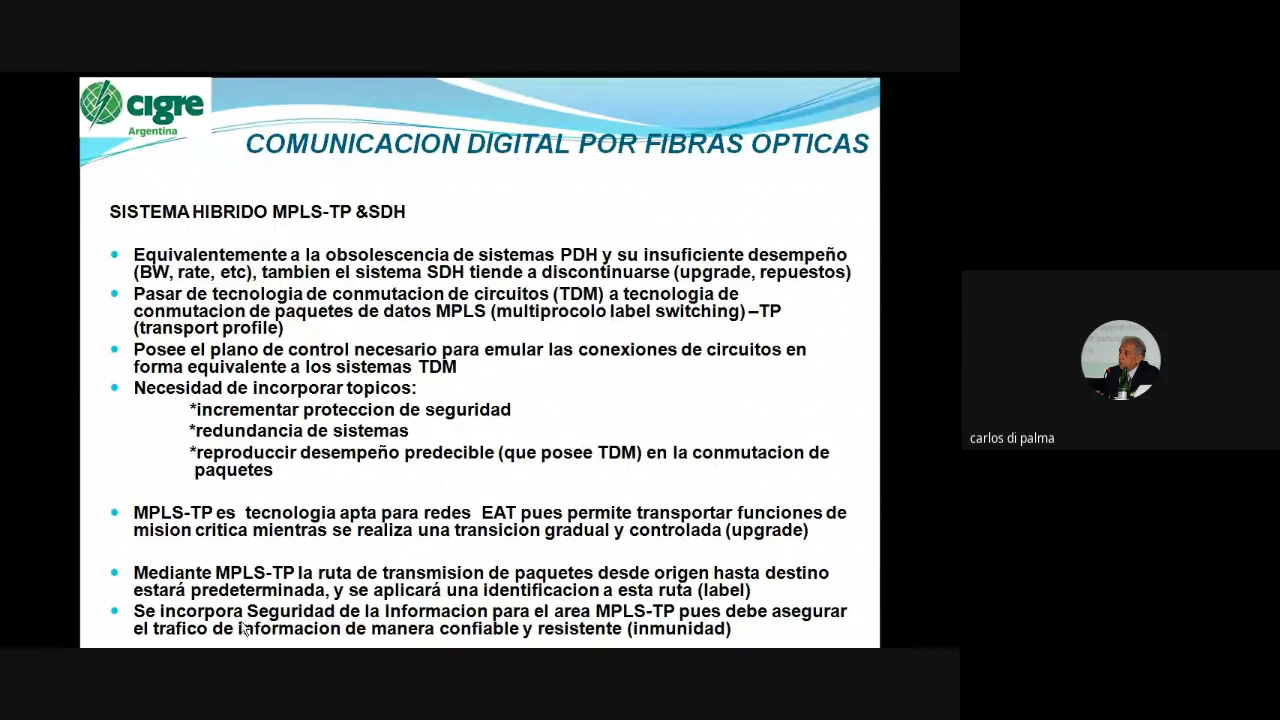 cigre
Argentina
COMUNICACION DIGITAL POR FIBRAS OPTICAS
SISTEMA HIBRIDO MPLS-TP &SDH
Equivalentemente a la obsolescencia de sistemas PDH y su insuficiente desempeño
(BW, rate, etc), tambien el sistema SDH tiende a discontinuarse (upgrade, repuestos)
Pasar de tecnologia de conmutacion de circuitos (TDM) a tecnologia de
conmutacion de paquetes de datos MPLS (multiprocolo label switching) –TP
(transport profile)
Posee el plano de control necesario para emular las conexiones de circuitos en
forma equivalente a los sistemas TDM
Necesidad de incorporar topicos:
*incrementar proteccion de seguridad
*redundancia de sistemas
*reproduccir desempeño predecible (que posee TDM) en la conmutacion de
paquetes
MPLS-TP es tecnologia apta para redes EAT pues permite transportar funciones de
mision critica mientras se realiza una transicion gradual y controlada (upgrade)
Mediante MPLS-TP la ruta de transmision de paquetes desde origen hasta destino
estará predeterminada, y se aplicará una identificacion a esta ruta (label)
Se incorpora Seguridad de la Informacion para el area MPLS-TP pues debe asegurar
el trafico de informacion de manera confiable y resistente (inmunidad)
carlos di palma